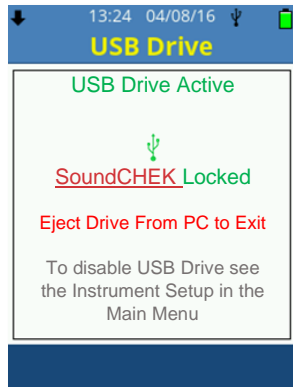 13:24 04/08/16
USB Drive
USB Drive Active
SoundCHEK Locked
Eject Drive From PC to Exit
To disable USB Drive see
the Instrument Setup in the
Main Menu